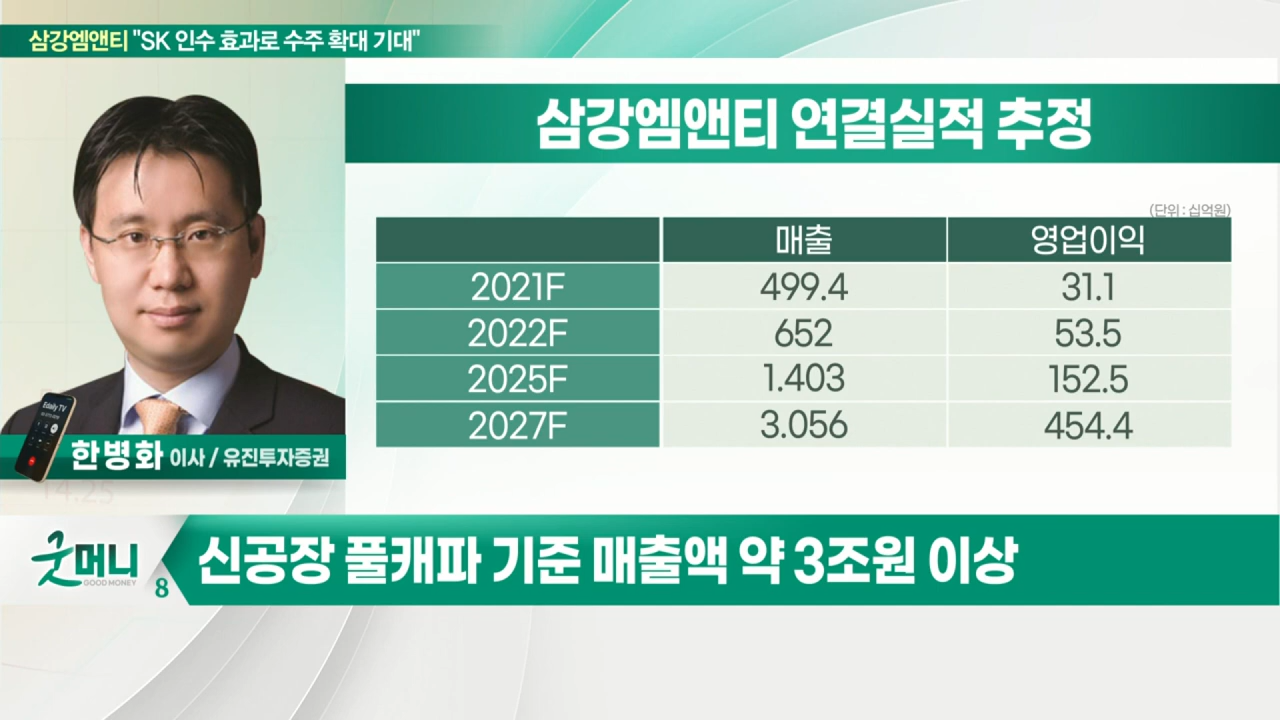 삼강엠앤티 "SK 인수 효과로 수주 확대 기대"
삼강엠앤티 연결실적 추정
(단위 : 십억원)
매출 영업이익
2021F 499.4 31.1
2022F 652 53.5
2025F 1.403 152.5
2027F 3.056 454.4
Edaily TV
한병화 이사 / 유진투자증권
14.25
굿머니
GOOD MONEY
8
신공장 풀캐파 기준 매출액 약 3조원 이상